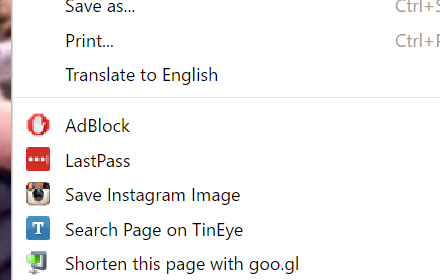 Save as... Ctrl+S
Print... Ctrl+P
Translate to English
AdBlock
LastPass
Save Instagram Image
T Search Page on TinEye
Shorten this page with goo.gl